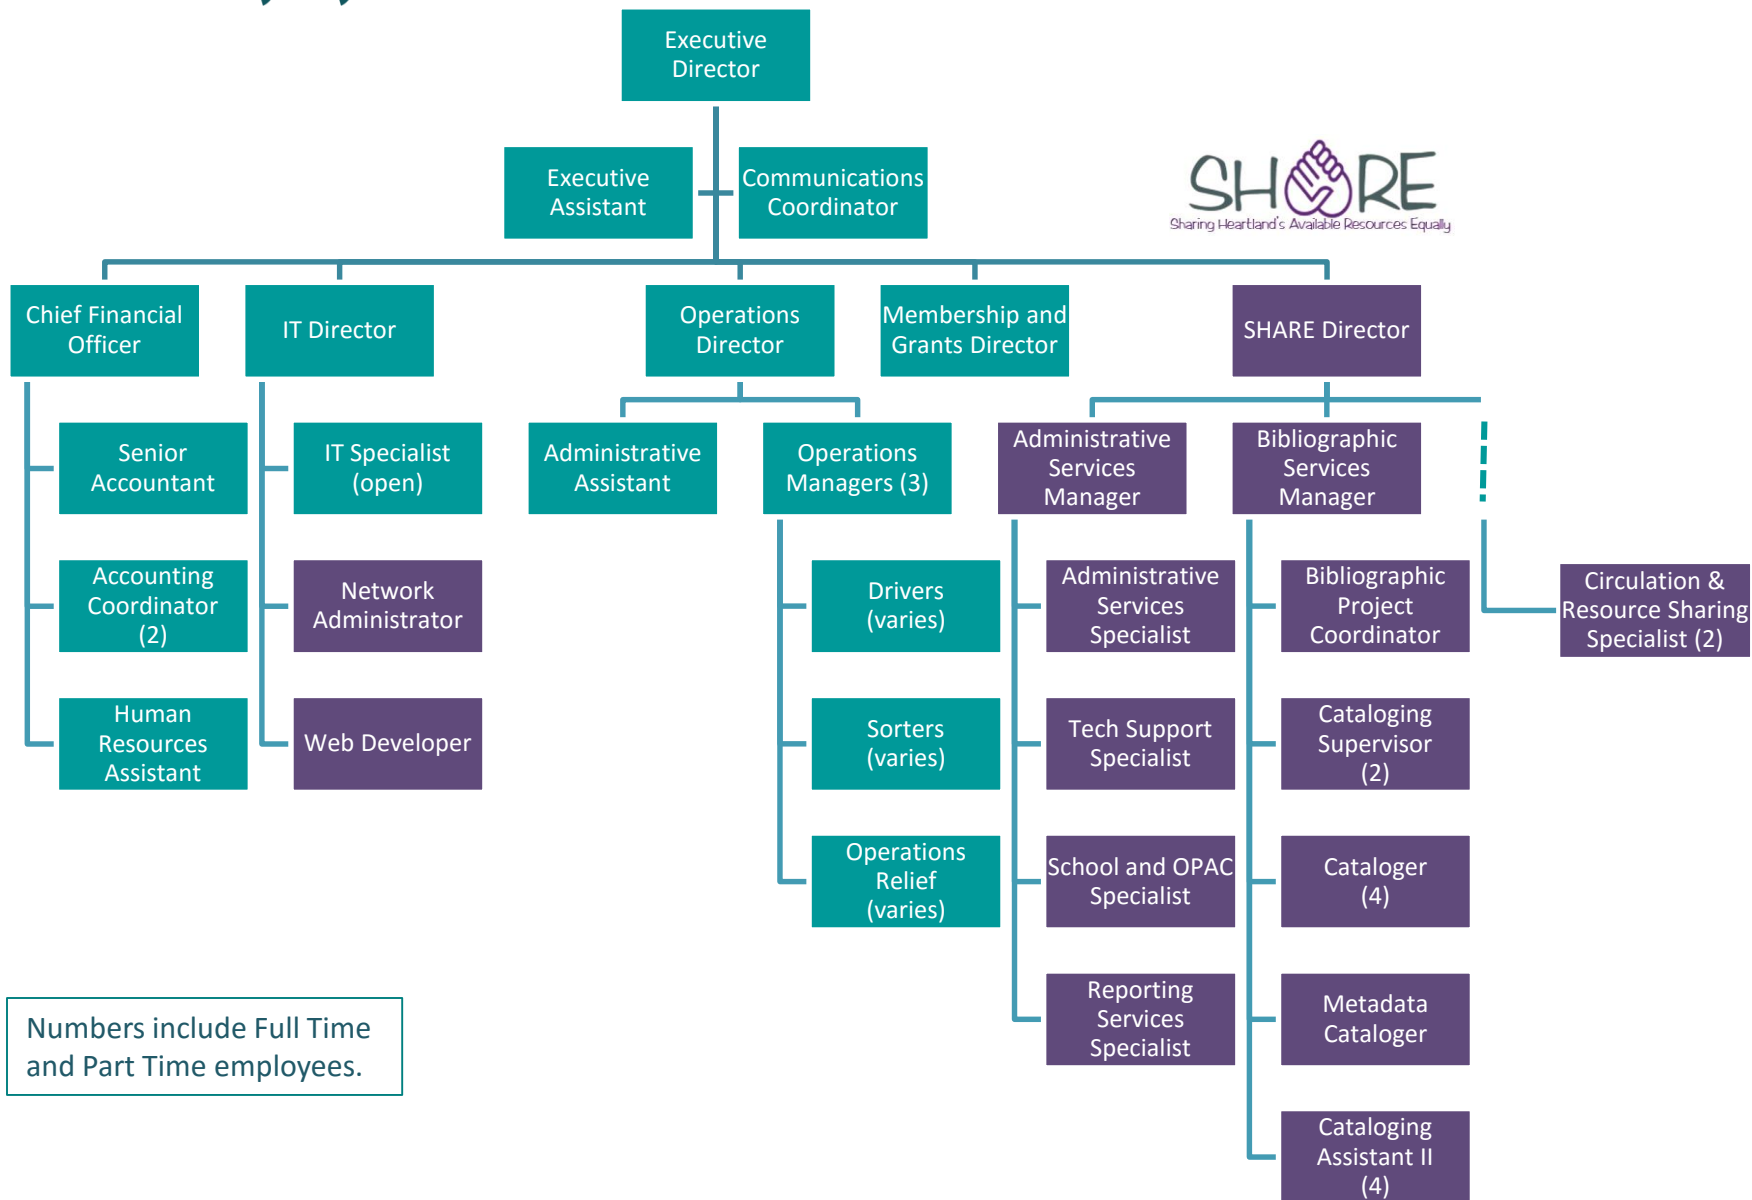 Executive
Director
Executive
Assistant
Communications
Coordinator
SHARE
Sharing Heartland's Available Resources Equally
Chief Financial
Officer
IT Director
Operations
Director
Membership and
Grants Director
SHARE Director
Senior
Accountant
IT Specialist
(open)
Administrative
Assistant
Operations
Managers (3)
Administrative
Services
Manager
Bibliographic
Services
Manager
Accounting
Coordinator
(2)
Network
Administrator
Drivers
(varies)
Administrative
Services
Specialist
Bibliographic
Project
Coordinator
Circulation &
Resource Sharing
Specialist (2)
Human
Resources
Assistant
Web Developer
Sorters
(varies)
Tech Support
Specialist
Cataloging
Supervisor
(2)
Operations
Relief
(varies)
School and OPAC
Specialist
Cataloger
(4)
Reporting
Services
Specialist
Metadata
Cataloger
Numbers include Full Time
and Part Time employees.
Cataloging
Assistant II
(4)